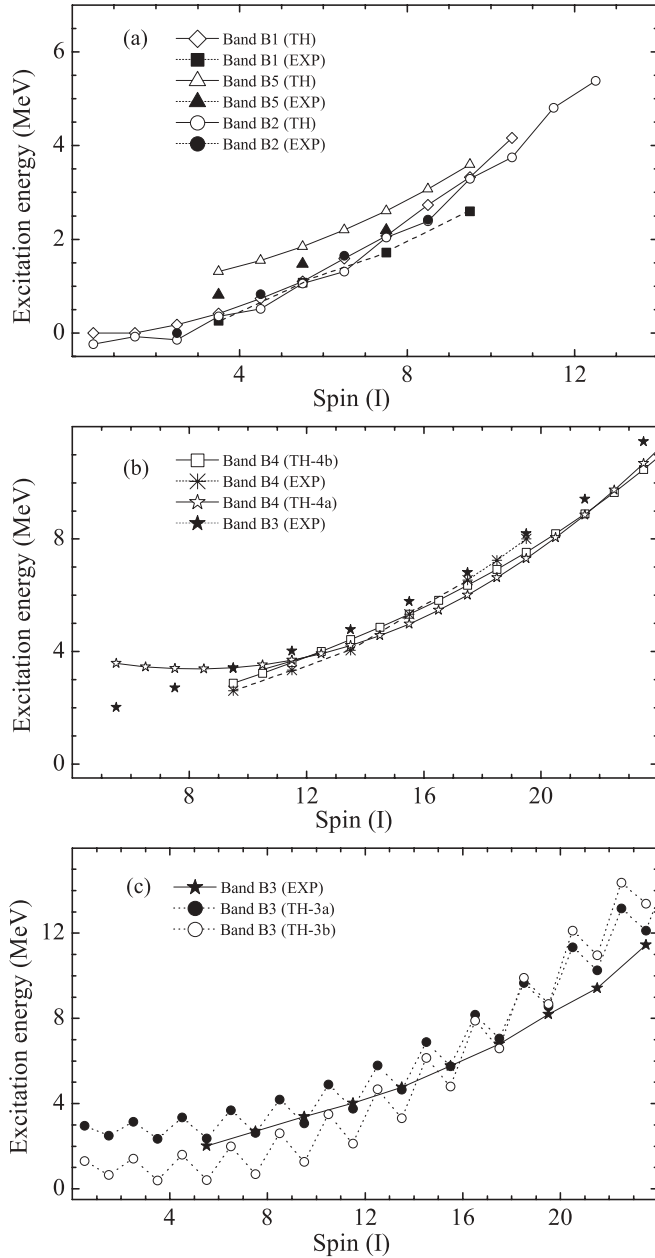 (a)
Band B1 (TH)
Band B1 (EXP)
Band B5 (TH)
Band B5 (EXP)
Band B2 (TH)
Band B2 (EXP)
Excitation energy (MeV)
6
4
2
0
4 8 12
Spin (I)
(b)
Band B4 (TH-4b)
Band B4 (EXP)
Band B4 (TH-4a)
Band B3 (EXP)
Excitation energy (MeV)
8
4
0
8 12 16 20
Spin (I)
(c)
Band B3 (EXP)
Band B3 (TH-3a)
Band B3 (TH-3b)
Excitation energy (MeV)
12
8
4
0
4 8 12 16 20
Spin (I)